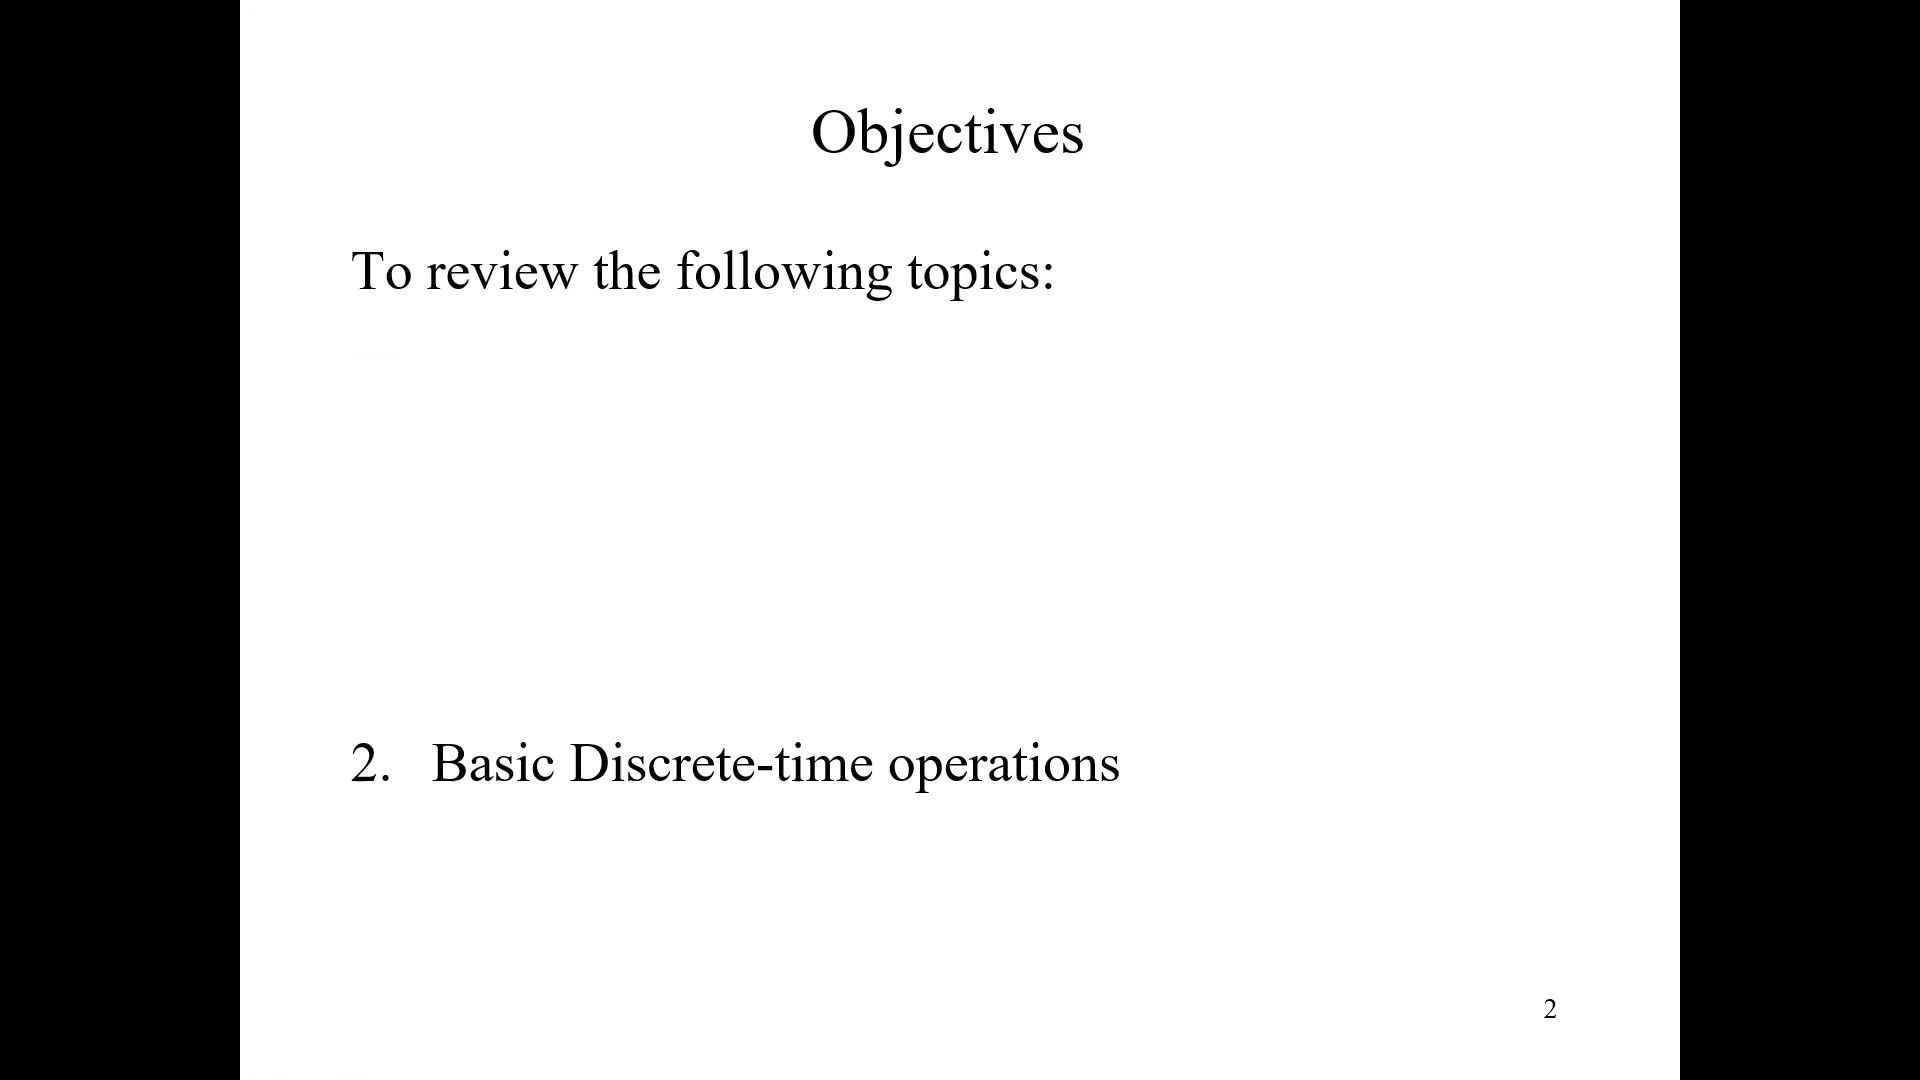 Objectives
To review the following topics:
2. Basic Discrete-time operations
2